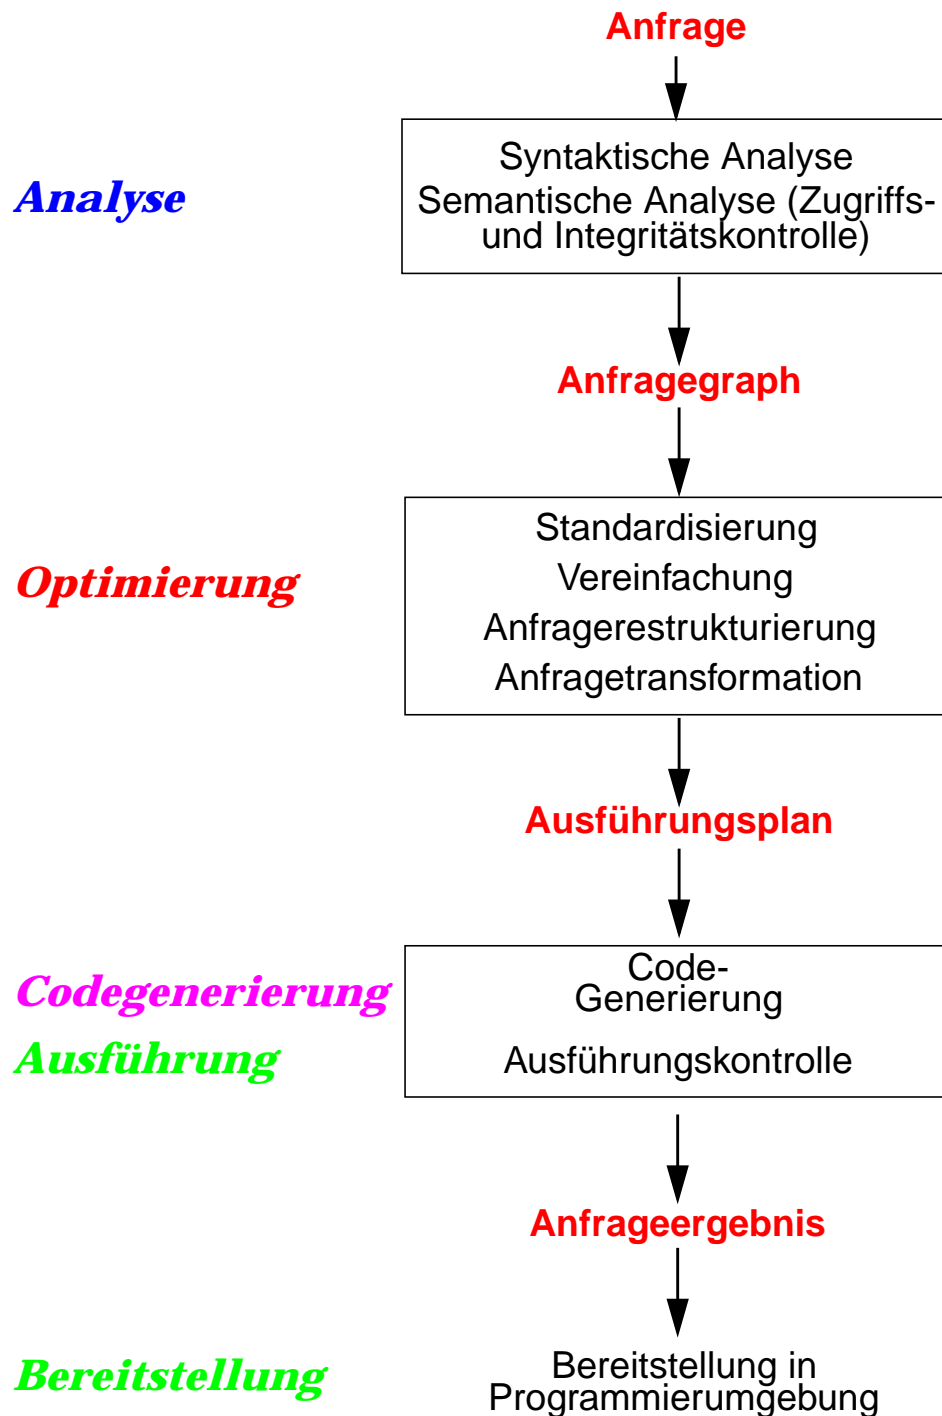 Anfrage
Analyse
Syntaktische Analyse
Semantische Analyse (Zugriffs-
und Integritätskontrolle)
Anfragegraph
Optimierung
Standardisierung
Vereinfachung
Anfragerestrukturierung
Anfragetransformation
Ausführungsplan
Codegenerierung
Code-
Generierung
Ausführung
Ausführungskontrolle
Anfrageergebnis
Bereitstellung
Bereitstellung in
Programmierumgebung